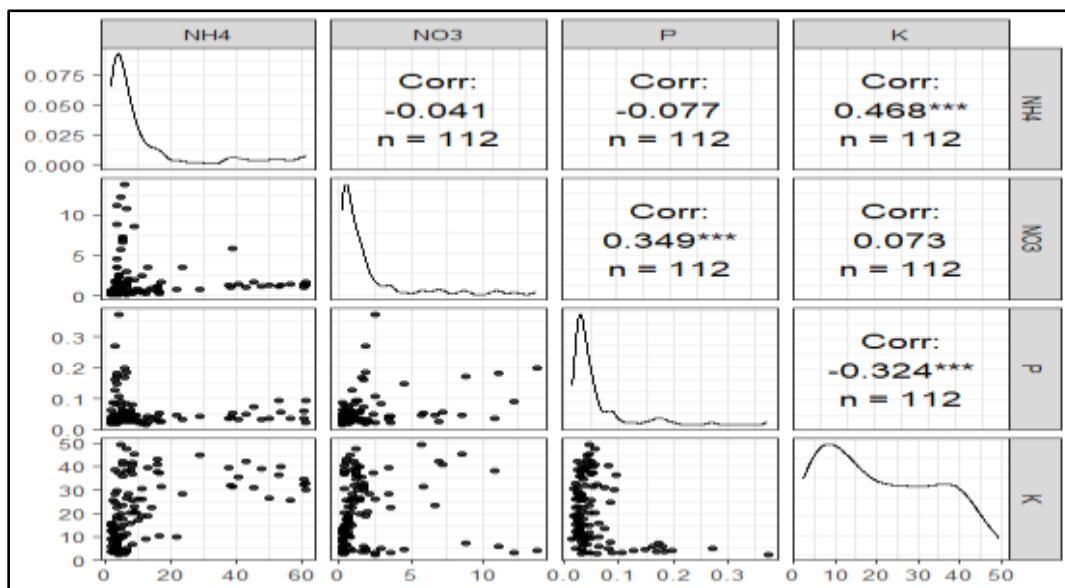 NH4 NO3 P K
0.075
0.050
0.025
0.000
Corr:
-0.041
n = 112
Corr:
-0.077
n = 112
Corr:
0.468***
n = 112
NH4
10
5
0
Corr:
0.349***
n = 112
Corr:
0.073
n = 112
NO3
0.3
0.2
0.1
0.0
Corr:
-0.324***
n = 112
P
50
40
30
20
10
0
K
0 20 40 60 0 5 10 0.0 0.1 0.2 0.3 0 10 20 30 40 50